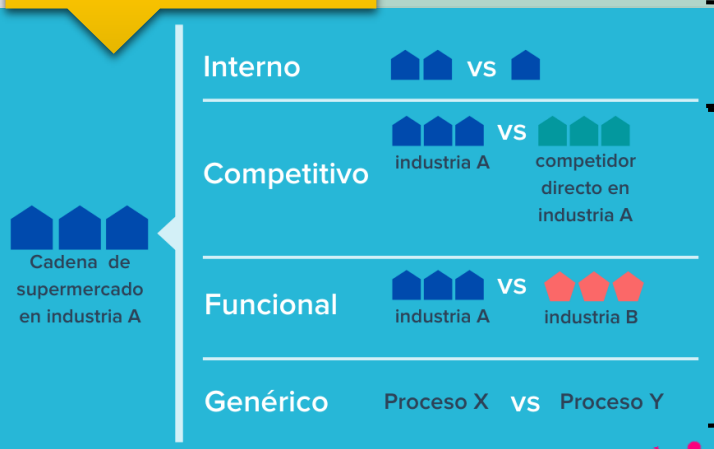 Interno
vs
Competitivo
vs
industria A
competidor
directo en
industria A
Cadena de
supermercado
en industria A
Funcional
vs
industria A
industria B
Genérico
Proceso X vs Proceso Y